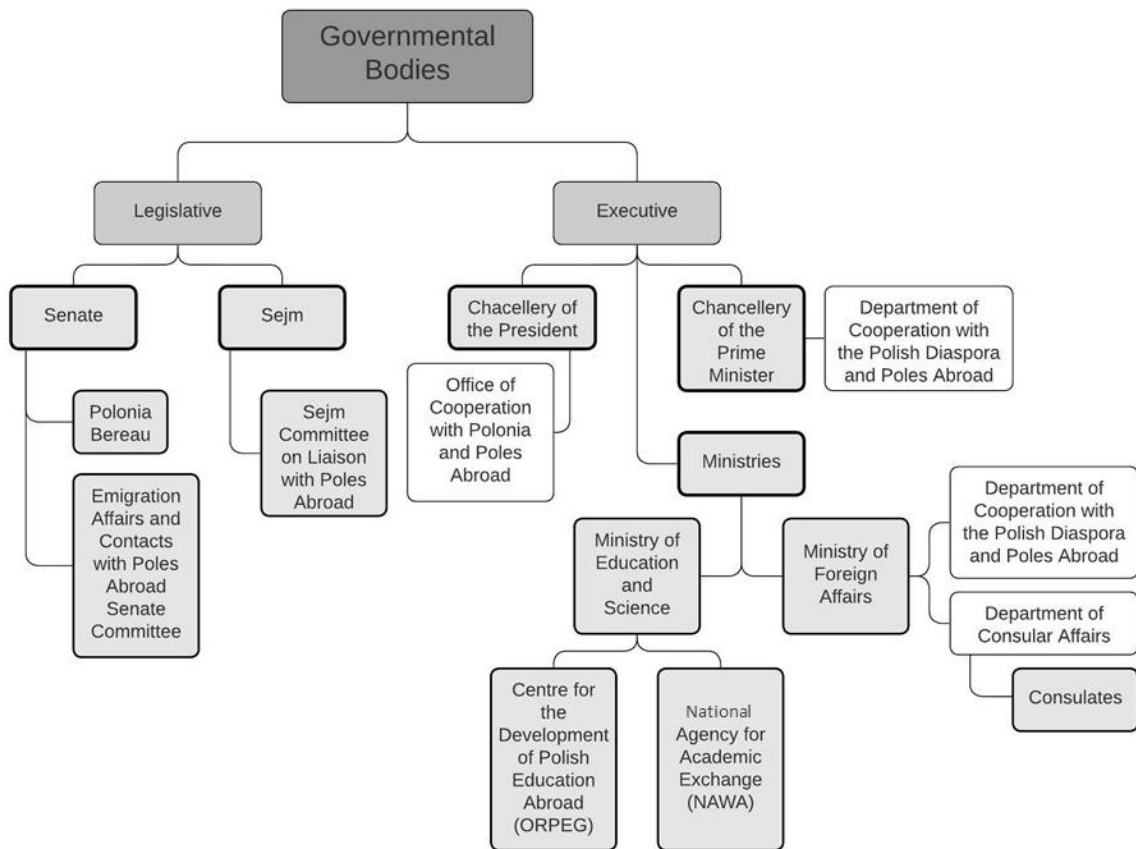 Governmental
Bodies
Legislative
Executive
Senate
Sejm
Chacellery of
the President
Chancellery
of the
Prime
Minister
Department of
Cooperation with
the Polish Diaspora
and Poles Abroad
Polonia
Bereau
Sejm
Committee
on Liaison
with Poles
Abroad
Office of
Cooperation
with Polonia
and Poles
Abroad
Ministries
Emigration
Affairs and
Contacts
with Poles
Abroad
Senate
Committee
Ministry of
Education
and
Science
Ministry of
Foreign
Affairs
Department of
Cooperation with
the Polish Diaspora
and Poles Abroad
Department of
Consular Affairs
Consulates
Centre for
the
Development
of Polish
Education
Abroad
(ORPEG)
National
Agency for
Academic
Exchange
(NAWA)